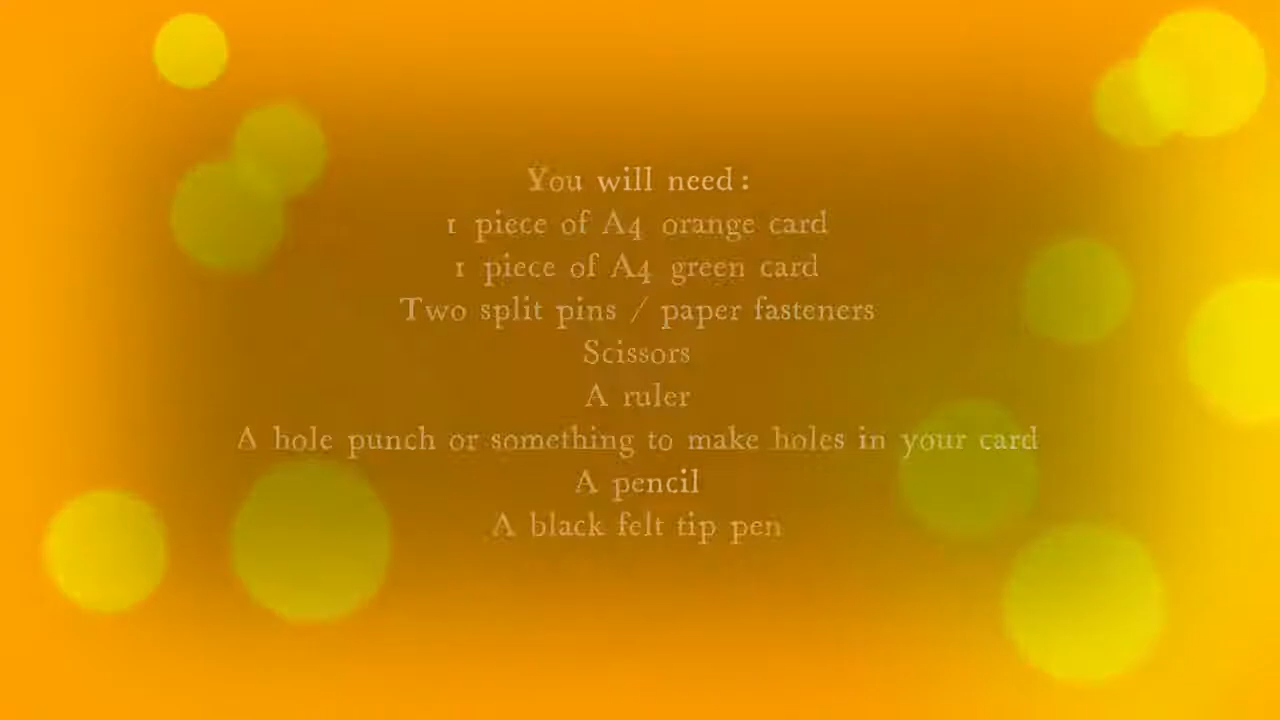 You will need:
1 piece of A4 orange card
1 piece of A4 green card
Two split pins / paper fasteners
Scissors
A ruler
A hole punch or something to make holes in your card
A pencil
A black felt tip pen